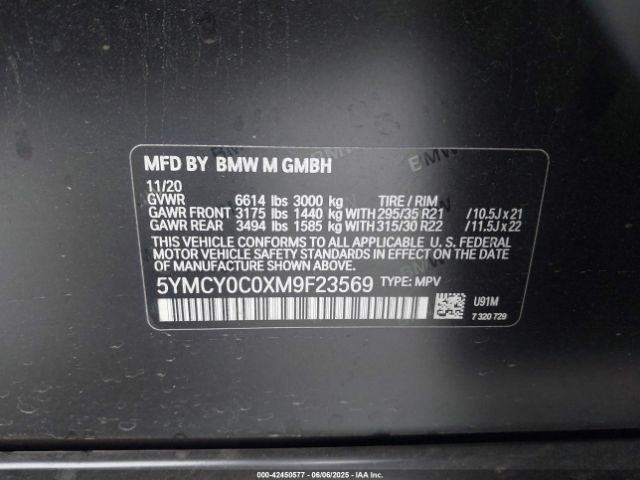 MFD BY BMW M GMBH
11/20
GVWR 6614 lbs 3000 kg TIRE / RIM
GAWR FRONT 3175 lbs 1440 kg WITH 295/35 R21 /10.5J x 21
GAWR REAR 3494 lbs 1585 kg WITH 315/30 R22 /11.5J x 22
THIS VEHICLE CONFORMS TO ALL APPLICABLE U. S. FEDERAL
MOTOR VEHICLE SAFETY STANDARDS IN EFFECT ON THE
DATE OF MANUFACTURE SHOWN ABOVE.
5YMCY0C0XM9F23569 TYPE: MPV
U91M
7 320 729
000-42450577 - 06/06/2025 - IAA Inc.